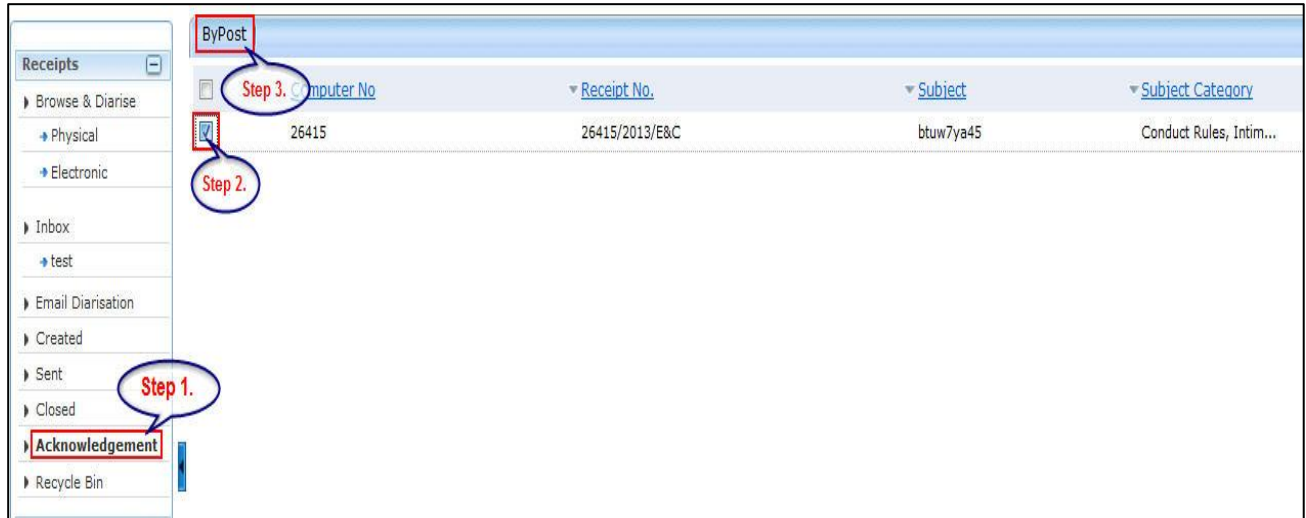 ByPost
Receipts
Browse & Diarise
Physical
Electronic
Inbox
test
Email Diarisation
Created
Sent
Closed
Acknowledgement
Recycle Bin
Step 3.
Computer No
Receipt No.
Subject
Subject Category
26415
26415/2013/E&C
btuw7ya45
Conduct Rules, Intim...
Step 2.
Step 1.